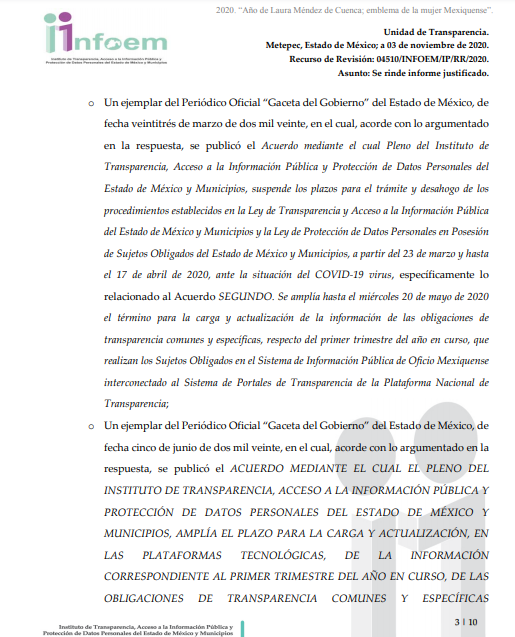 2020. “Año de Laura Méndez de Cuenca; emblema de la mujer Mexiquense”.
infoem
Instituto de Transparencia, Acceso a la Información Pública y
Protección de Datos Personales del Estado de México y Municipios
Unidad de Transparencia.
Metepec, Estado de México; a 03 de noviembre de 2020.
Recurso de Revisión: 04510/INFOEM/IP/RR/2020.
Asunto: Se rinde informe justificado.
o Un ejemplar del Periódico Oficial “Gaceta del Gobierno” del Estado de México, de
fecha veintitrés de marzo de dos mil veinte, en el cual, acorde con lo argumentado
en la respuesta, se publicó el Acuerdo mediante el cual Pleno del Instituto de
Transparencia, Acceso a la Información Pública y Protección de Datos Personales del
Estado de México y Municipios, suspende los plazos para el trámite y desahogo de los
procedimientos establecidos en la Ley de Transparencia y Acceso a la Información Pública
del Estado de México y Municipios y la Ley de Protección de Datos Personales en Posesión
de Sujetos Obligados del Estado de México y Municipios, a partir del 23 de marzo y hasta
el 17 de abril de 2020, ante la situación del COVID-19 virus, específicamente lo
relacionado al Acuerdo SEGUNDO. Se amplía hasta el miércoles 20 de mayo de 2020
el término para la carga y actualización de la información de las obligaciones de
transparencia comunes y específicas, respecto del primer trimestre del año en curso, que
realizan los Sujetos Obligados en el Sistema de Información Pública de Oficio Mexiquense
interconectado al Sistema de Portales de Transparencia de la Plataforma Nacional de
Transparencia;
o Un ejemplar del Periódico Oficial “Gaceta del Gobierno” del Estado de México, de
fecha cinco de junio de dos mil veinte, en el cual, acorde con lo argumentado en la
respuesta, se publicó el ACUERDO MEDIANTE EL CUAL EL PLENO DEL
INSTITUTO DE TRANSPARENCIA, ACCESO A LA INFORMACIÓN PÚBLICA Y
PROTECCIÓN DE DATOS PERSONALES DEL ESTADO DE MÉXICO Y
MUNICIPIOS, AMPLÍA EL PLAZO PARA LA CARGA Y ACTUALIZACIÓN, EN
LAS PLATAFORMAS TECNOLÓGICAS, DE LA INFORMACIÓN
CORRESPONDIENTE AL PRIMER TRIMESTRE DEL AÑO EN CURSO, DE LAS
OBLIGACIONES DE TRANSPARENCIA COMUNES Y ESPECÍFICAS
3 | 10
Instituto de Transparencia, Acceso a la Información Pública y
Protección de Datos Personales del Estado de México y Municipios